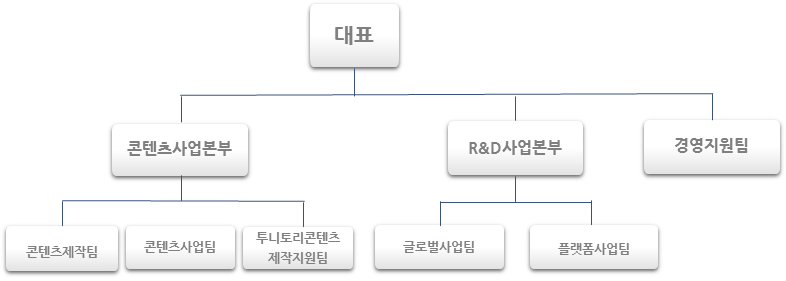 대표
콘텐츠사업본부
R&D사업본부
경영지원팀
콘텐츠제작팀
콘텐츠사업팀
투니토리콘텐츠
제작지원팀
글로벌사업팀
플랫폼사업팀